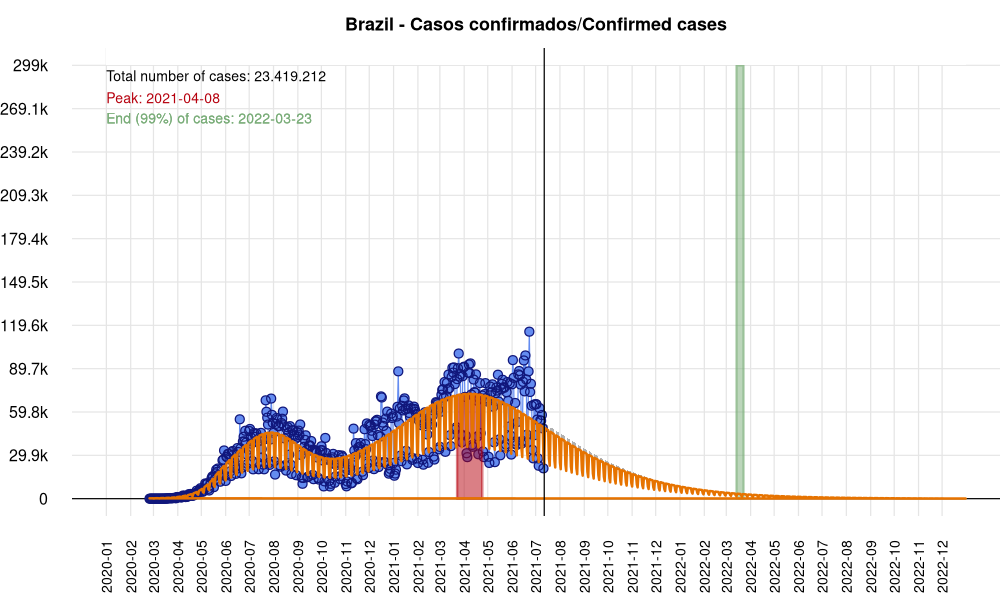 Brazil - Casos confirmados/Confirmed cases
299k
Total number of cases: 23.419.212
Peak: 2021-04-08
269.1k
End (99%) of cases: 2022-03-23
239.2k
209.3k
179.4k
149.5k
119.6k
89.7k
59.8k
29.9k
0
2020-01
2020-02
2020-03
2020-04
2020-05
2020-06
2020-07
2020-08
2020-09
2020-10
2020-11
2020-12
2021-01
2021-02
2021-03
2021-04
2021-05
2021-06
2021-07
2021-08
2021-09
2021-10
2021-11
2021-12
2022-01
2022-02
2022-03
2022-04
2022-05
2022-06
2022-07
2022-08
2022-09
2022-10
2022-11
2022-12